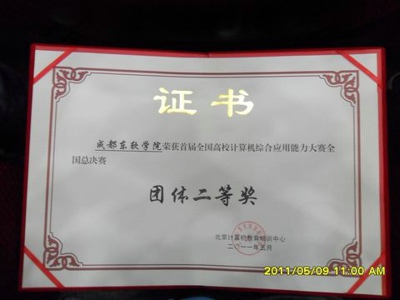 证书
成都东软学院荣获首届全国高校计算机综合应用能力大赛全
国总决赛
团体二等奖
北京计算机教育培训中心
二〇一一年五月
2011/05/09 11:00 AM